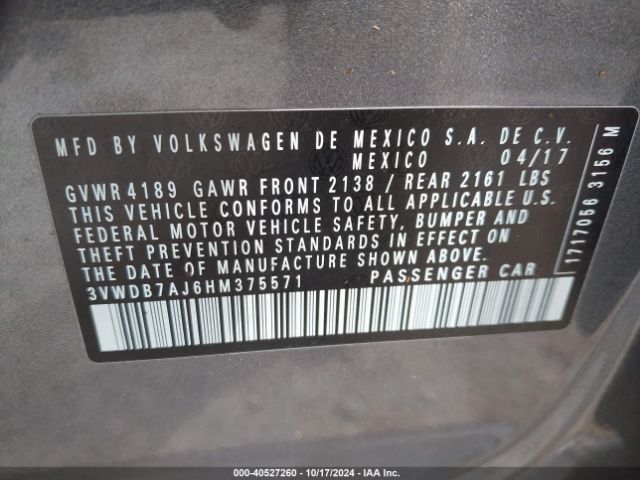 MFD BY VOLKSWAGEN DE MEXICO S.A. DE C.V.
MEXICO 04/17
GVWR 4189 GAWR FRONT 2138 / REAR 2161 LBS
THIS VEHICLE CONFORMS TO ALL APPLICABLE U.S.
FEDERAL MOTOR VEHICLE SAFETY, BUMPER AND
THEFT PREVENTION STANDARDS IN EFFECT ON
THE DATE OF MANUFACTURE SHOWN ABOVE.
3VWDB7AJ6HM375571 PASSENGER CAR
1717056 3156 M
000-40527260 - 10/17/2024 - IAA Inc.